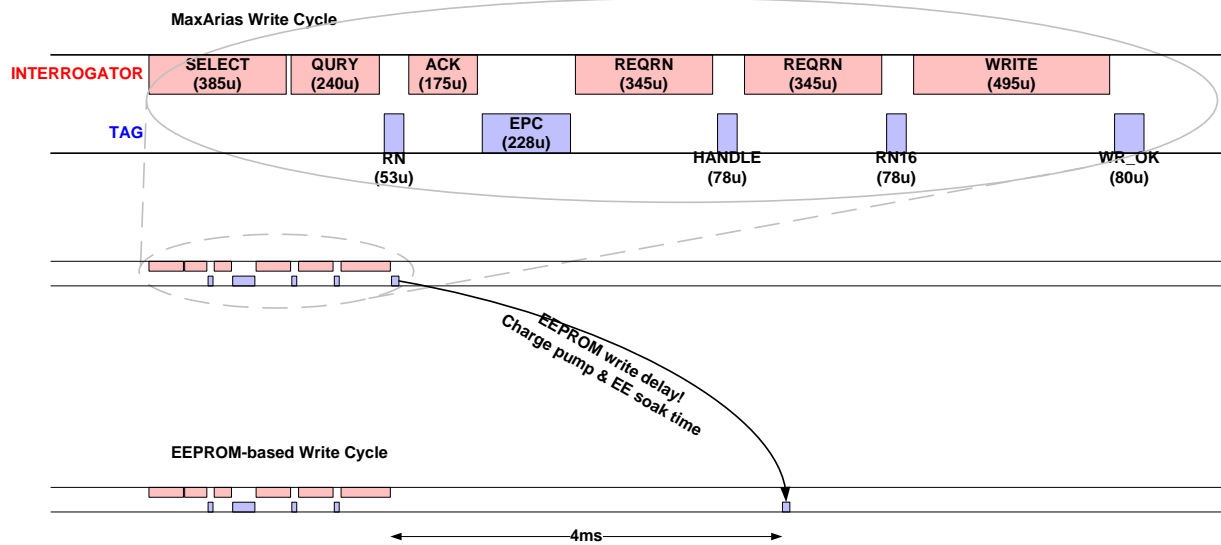 MaxArias Write Cycle
INTERROGATOR
SELECT
(385u)
QURY
(240u)
ACK
(175u)
REQRN
(345u)
REQRN
(345u)
WRITE
(495u)
TAG
RN
(53u)
EPC
(228u)
HANDLE
(78u)
RN16
(78u)
WR_OK
(80u)
EEPROM write delay!
Charge pump & EE soak time
EEPROM-based Write Cycle
4ms